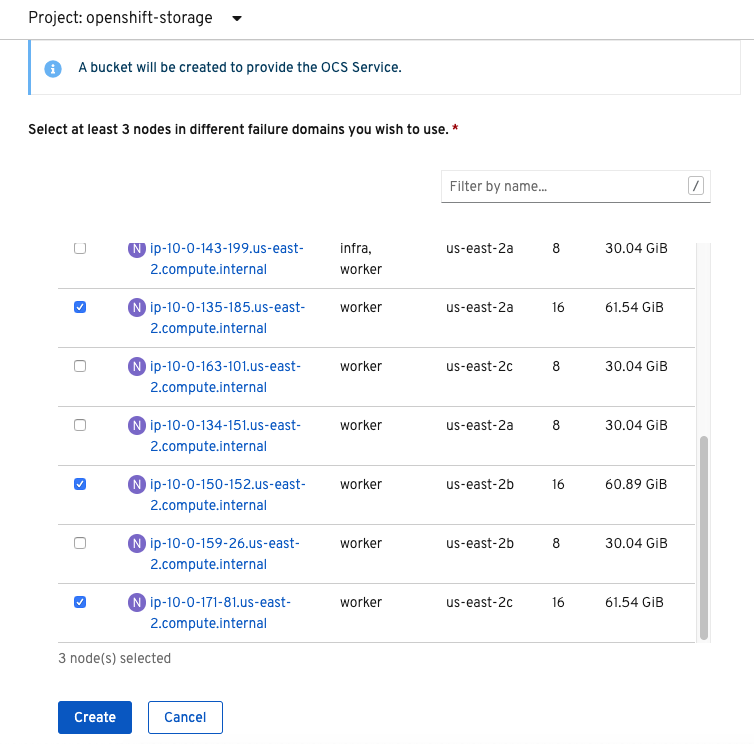 Project: openshift-storage
A bucket will be created to provide the OCS Service.
Select at least 3 nodes in different failure domains you wish to use. *
Filter by name... /
N ip-10-0-143-199.us-east- infra, us-east-2a 8 30.04 GiB
2.compute.internal worker
N ip-10-0-135-185.us-east- worker us-east-2a 16 61.54 GiB
2.compute.internal
N ip-10-0-163-101.us-east- worker us-east-2c 8 30.04 GiB
2.compute.internal
N ip-10-0-134-151.us-east- worker us-east-2a 8 30.04 GiB
2.compute.internal
N ip-10-0-150-152.us-east- worker us-east-2b 16 60.89 GiB
2.compute.internal
N ip-10-0-159-26.us-east- worker us-east-2b 8 30.04 GiB
2.compute.internal
N ip-10-0-171-81.us-east- worker us-east-2c 16 61.54 GiB
2.compute.internal
3 node(s) selected
Create Cancel